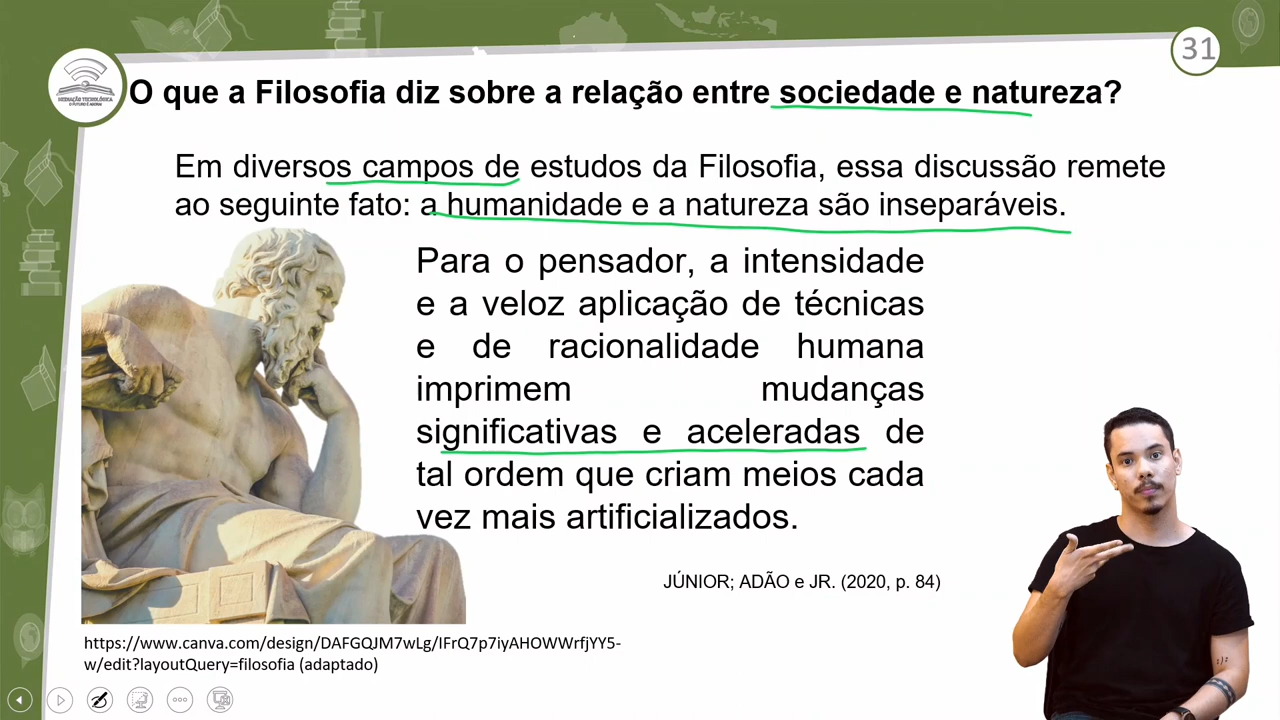 31
MEDIAÇÃO TECNOLÓGICA
O que a Filosofia diz sobre a relação entre sociedade e natureza?
Em diversos campos de estudos da Filosofia, essa discussão remete
ao seguinte fato: a humanidade e a natureza são inseparáveis.
Para o pensador, a intensidade
e a veloz aplicação de técnicas
e de racionalidade humana
imprimem mudanças
significativas e aceleradas de
tal ordem que criam meios cada
vez mais artificializados.
JÚNIOR; ADÃO e JR. (2020, p. 84)
https://www.canva.com/design/DAFGQJM7wLg/IFrQ7p7iyAHOWWrfjYY5-
w/edit?layoutQuery=filosofia (adaptado)